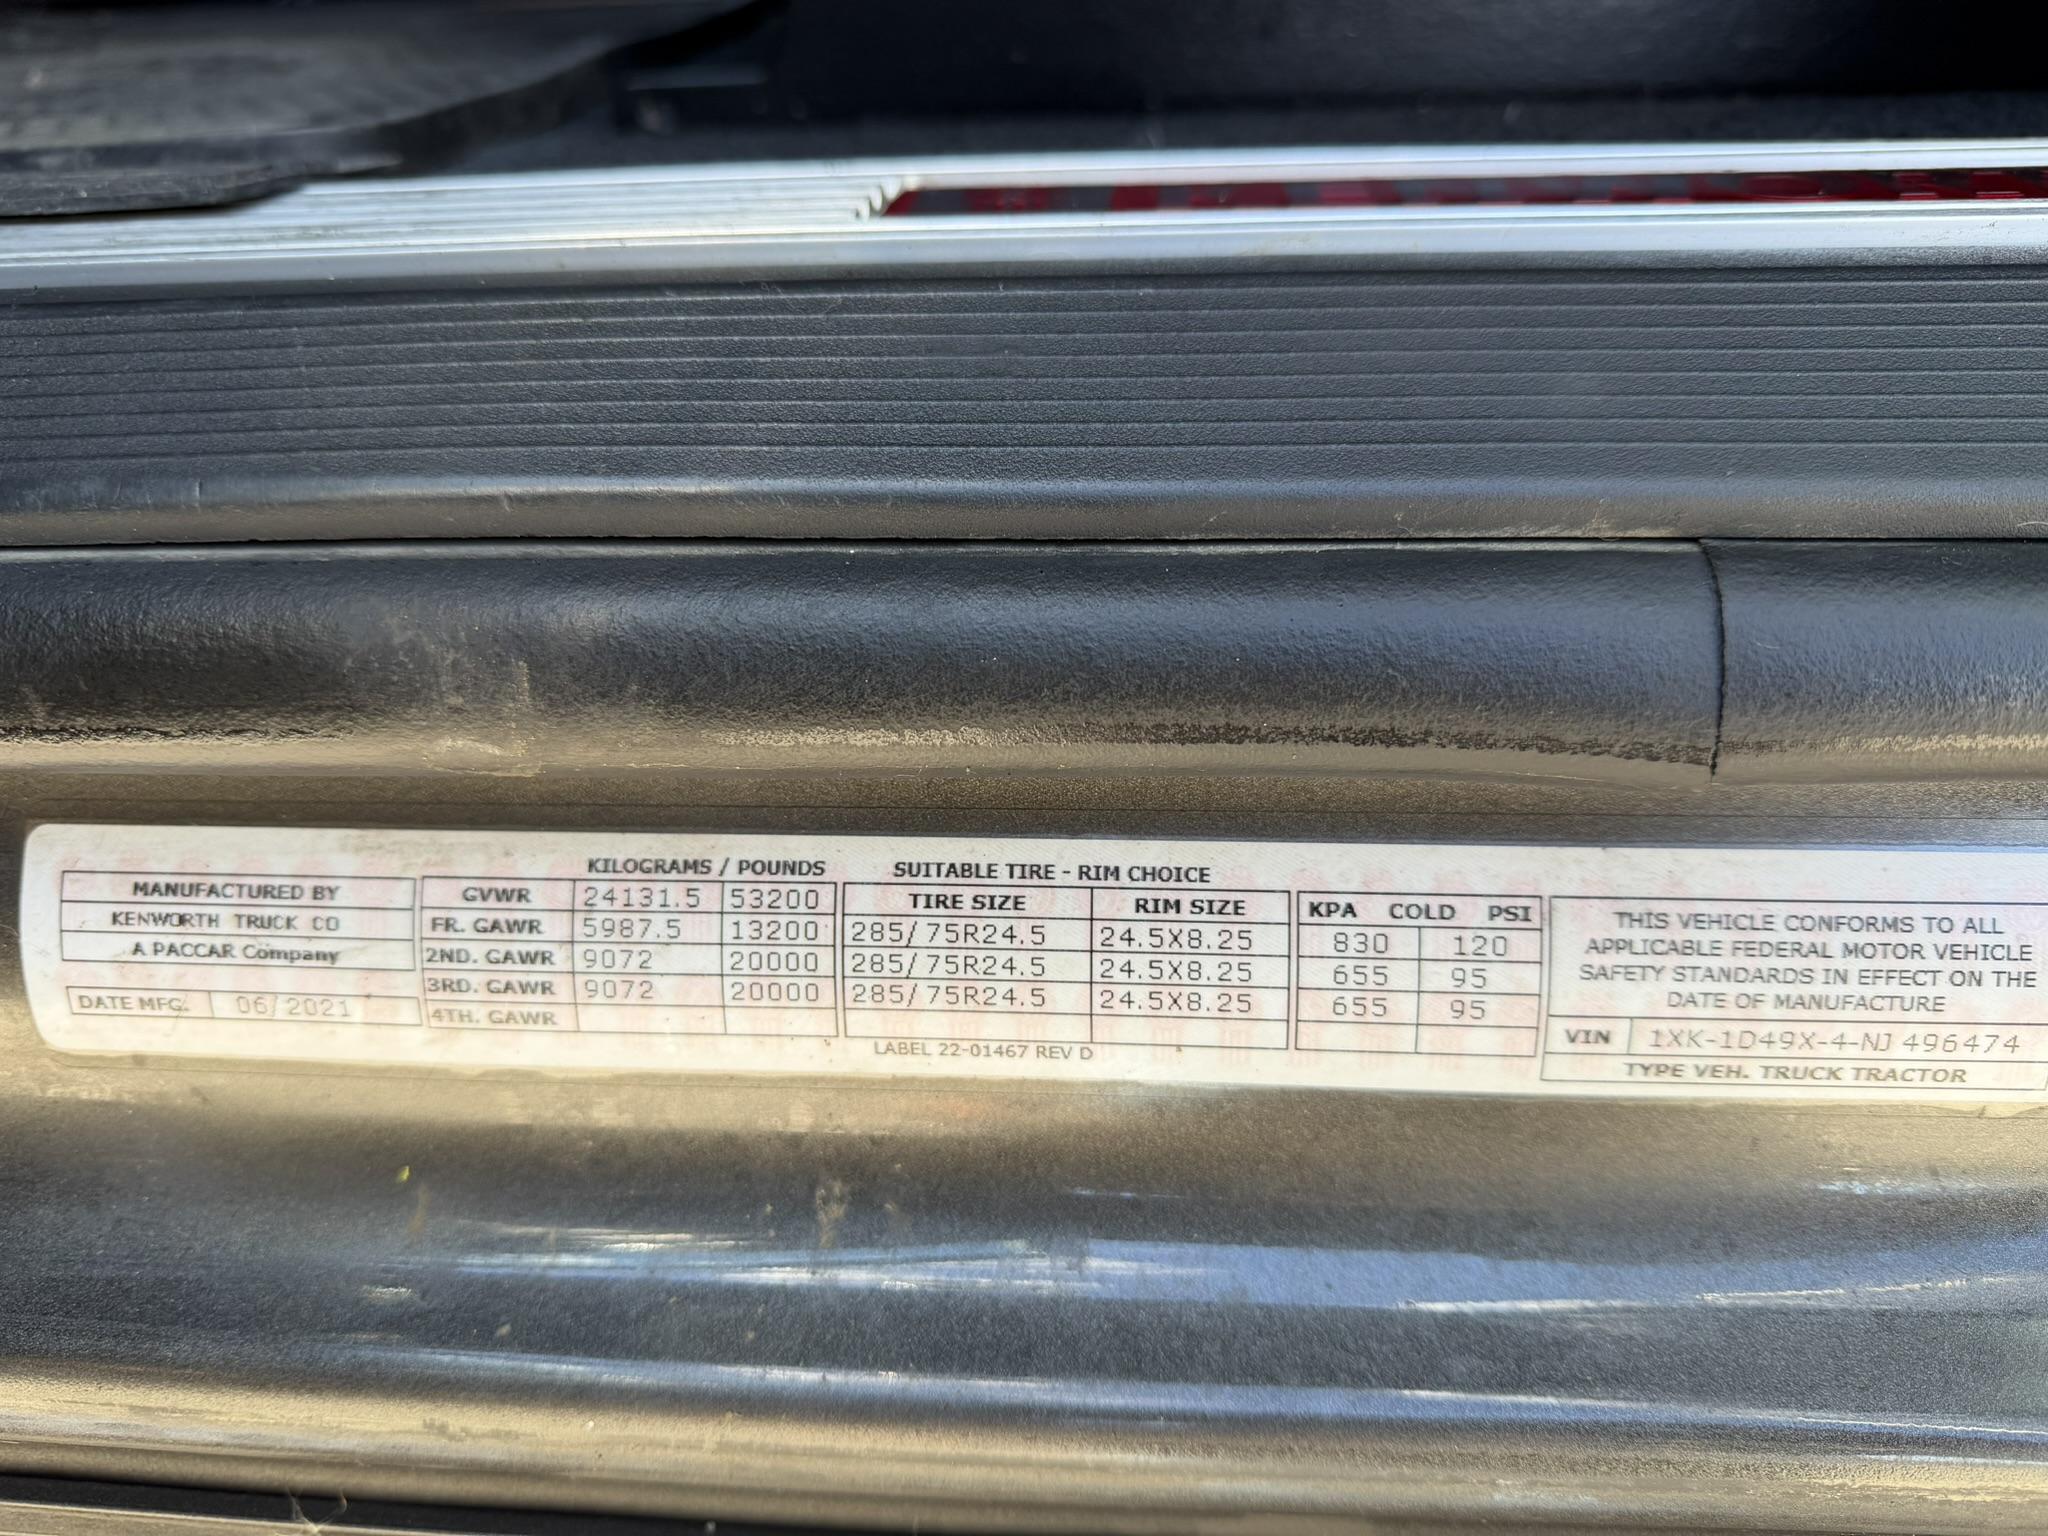 KILOGRAMS / POUNDS SUITABLE TIRE - RIM CHOICE
MANUFACTURED BY
KENWORTH TRUCK CO
A PACCAR Company
DATE MFG. 06/2021
GVWR 24131.5 53200
FR. GAWR 5987.5 13200
2ND. GAWR 9072 20000
3RD. GAWR 9072 20000
4TH. GAWR
TIRE SIZE RIM SIZE
285/75R24.5 24.5X8.25
285/75R24.5 24.5X8.25
285/75R24.5 24.5X8.25
LABEL 22-01467 REV D
KPA COLD PSI
830 120
655 95
655 95
THIS VEHICLE CONFORMS TO ALL
APPLICABLE FEDERAL MOTOR VEHICLE
SAFETY STANDARDS IN EFFECT ON THE
DATE OF MANUFACTURE
VIN 1XK-1D49X-4-NJ 496474
TYPE VEH. TRUCK TRACTOR